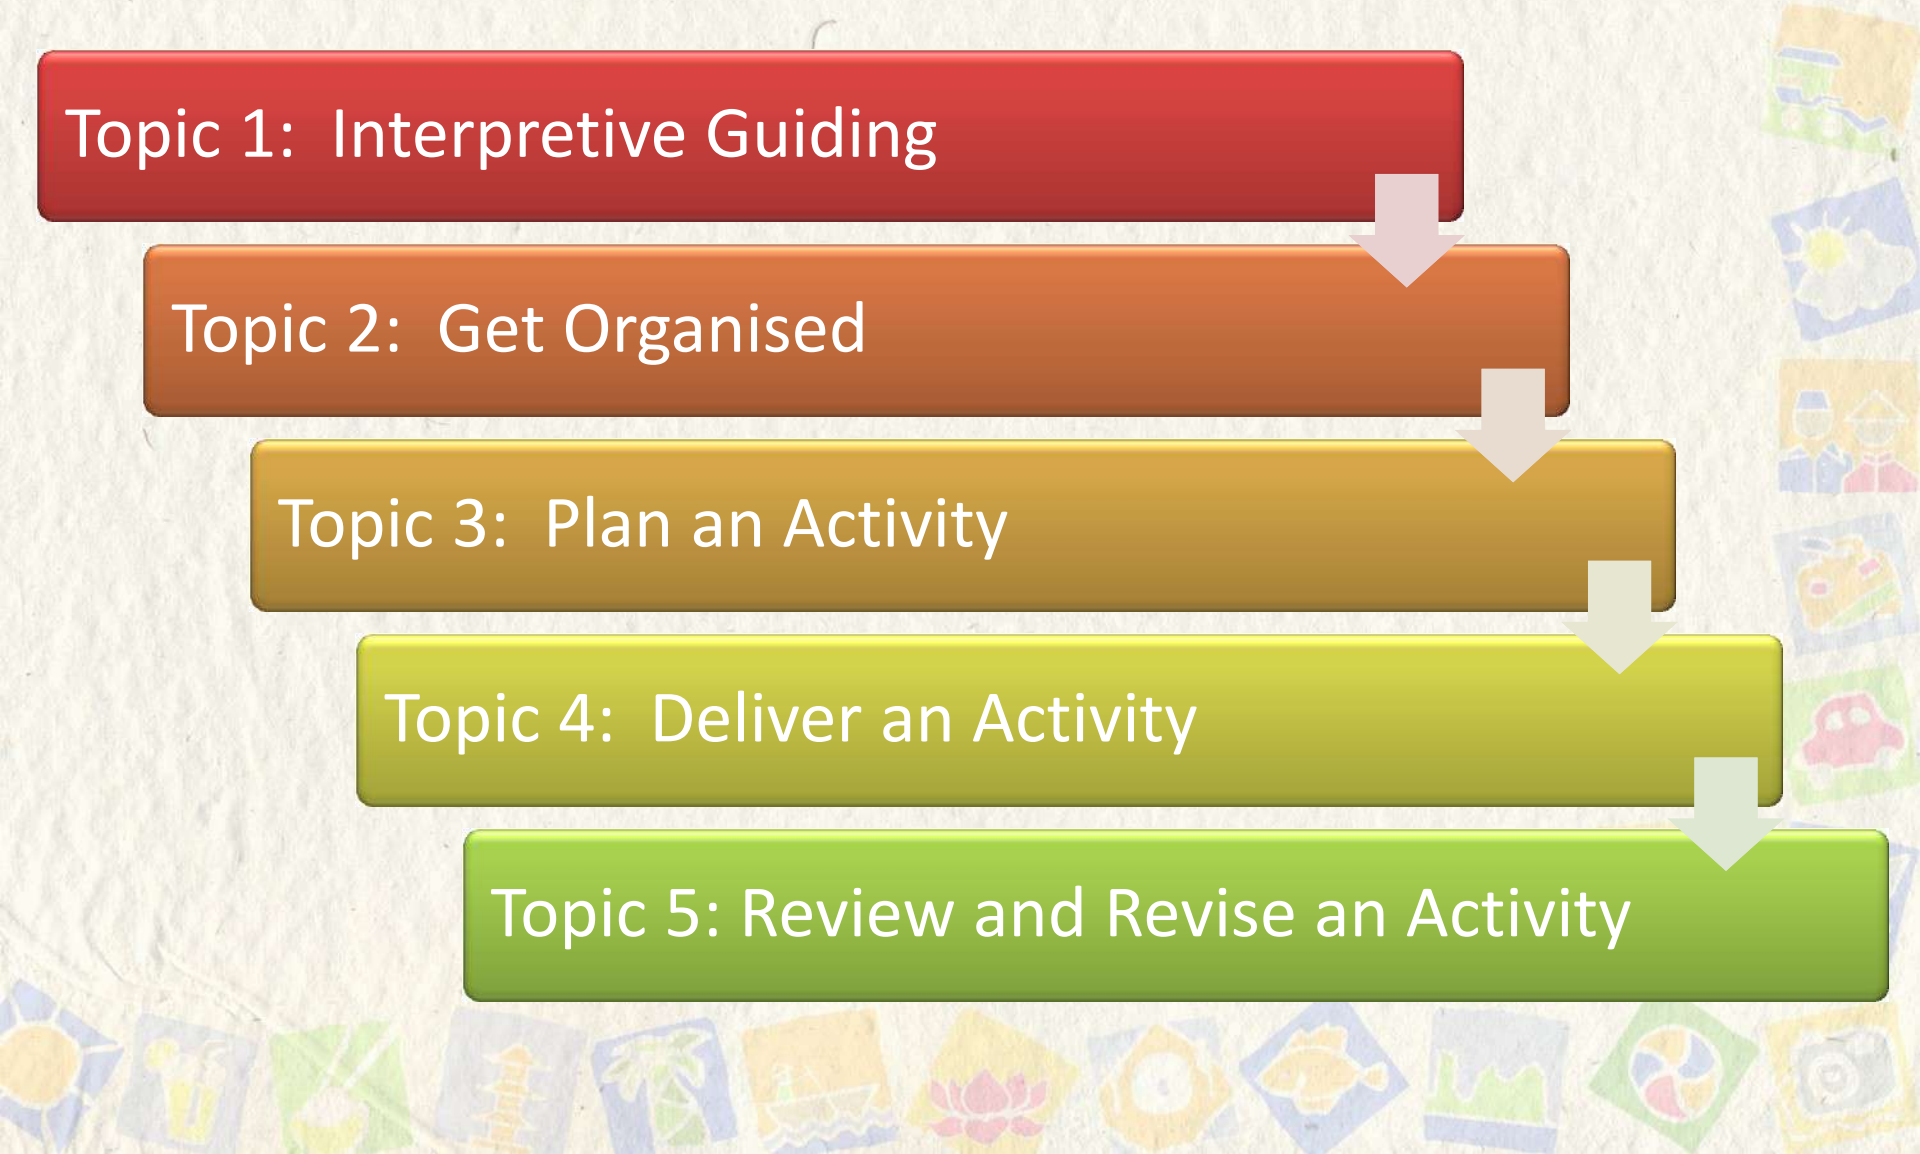 Topic 1:  Interpretive Guiding
Topic 2:  Get Organised
Topic 3:  Plan an Activity
Topic 4:  Deliver an Activity
Topic 5: Review and Revise an Activity